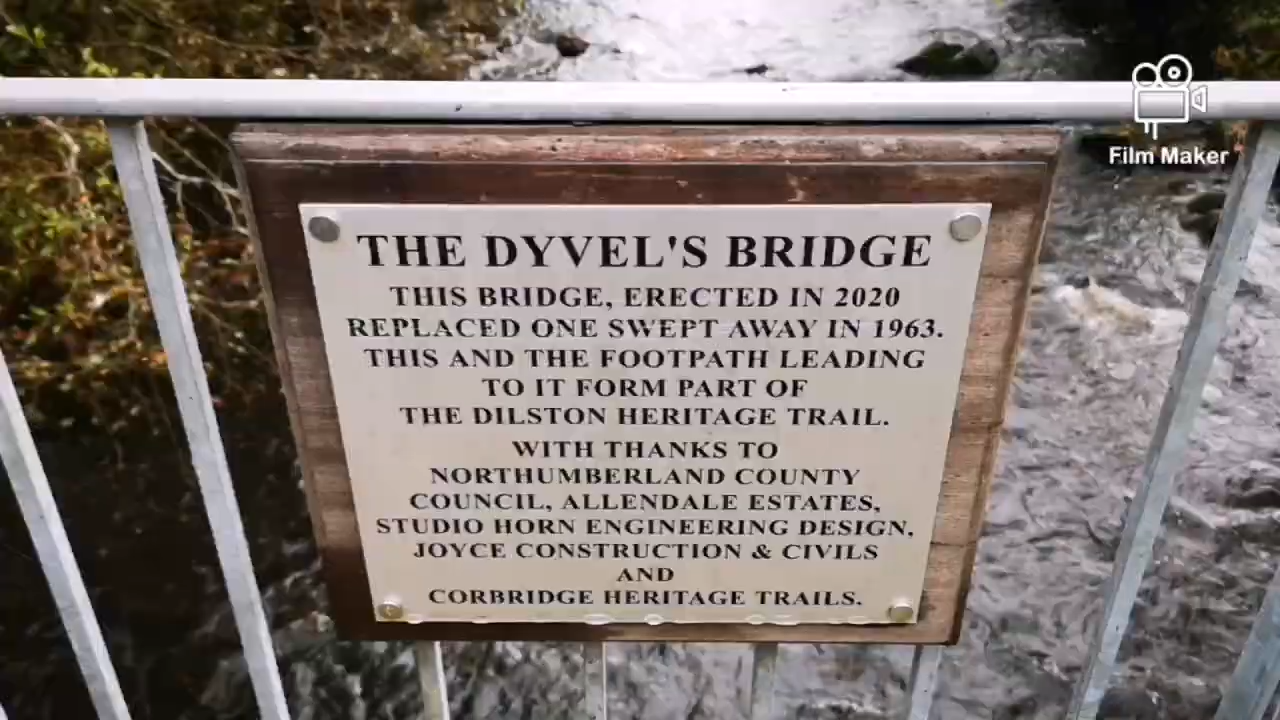 Film Maker
THE DYVEL'S BRIDGE
THIS BRIDGE, ERECTED IN 2020
REPLACED ONE SWEPT AWAY IN 1963.
THIS AND THE FOOTPATH LEADING
TO IT FORM PART OF
THE DILSTON HERITAGE TRAIL.
WITH THANKS TO
NORTHUMBERLAND COUNTY
COUNCIL, ALLENDALE ESTATES,
STUDIO HORN ENGINEERING DESIGN,
JOYCE CONSTRUCTION & CIVILS
AND
CORBRIDGE HERITAGE TRAILS.